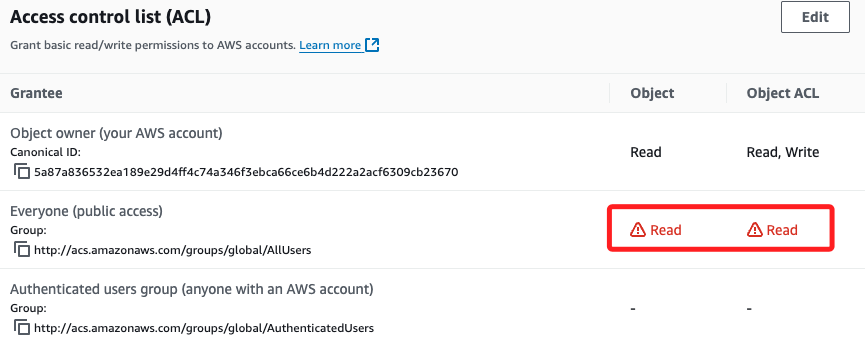 Access control list (ACL)
Edit
Grant basic read/write permissions to AWS accounts. Learn more
Grantee Object Object ACL
Object owner (your AWS account)
Canonical ID:
5a87a836532ea189e29d4ff4c74a346f3ebca66ce6b4d222a2acf6309cb23670
Read Read, Write
Everyone (public access)
Group:
http://acs.amazonaws.com/groups/global/AllUsers
Read Read
Authenticated users group (anyone with an AWS account)
Group:
http://acs.amazonaws.com/groups/global/AuthenticatedUsers
- -